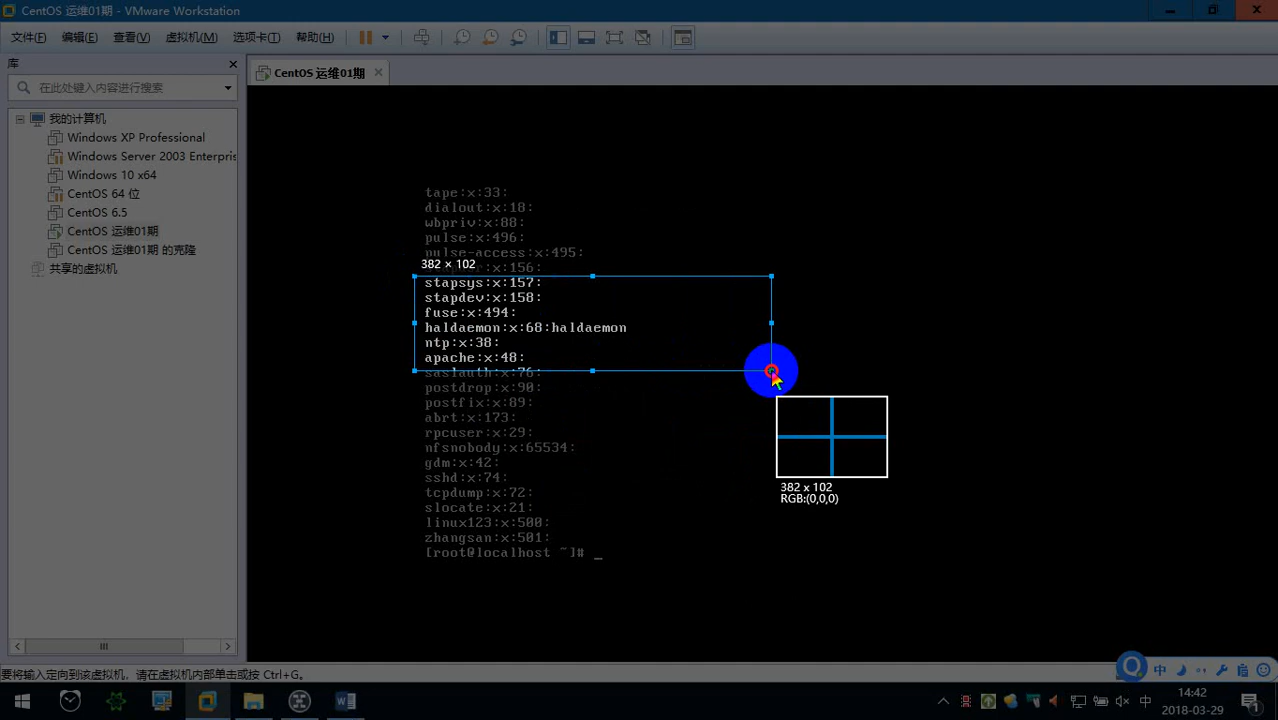 CentOS 运维01期 - VMware Workstation
文件(F) 编辑(E) 查看(V) 虚拟机(M) 选项卡(T) 帮助(H)
库
在此处键入内容进行搜索
我的计算机
Windows XP Professional
Windows Server 2003 Enterpris
Windows 10 x64
CentOS 64 位
CentOS 6.5
CentOS 运维01期
CentOS 运维01期 的克隆
共享的虚拟机
CentOS 运维01期
tape:x:33:
dialout:x:18:
wbpriv:x:88:
pulse:x:496:
pulse-access:x:495:
382 × 102
:x:156:
stapsys:x:157:
stapdev:x:158:
fuse:x:494:
haldaemon:x:68:haldaemon
ntp:x:38:
apache:x:48:
saslauth:x:76:
postdrop:x:90:
postfix:x:89:
abrt:x:173:
rpcuser:x:29:
nfsnobody:x:65534:
gdm:x:42:
sshd:x:74:
tcpdump:x:72:
slocate:x:21:
linux123:x:500:
zhangsan:x:501:
[root@localhost ~]# _
382 x 102
RGB:(0,0,0)
要将输入定向到该虚拟机，请在虚拟机内部单击或按 Ctrl+G。
中
中
14:42
2018-03-29
1